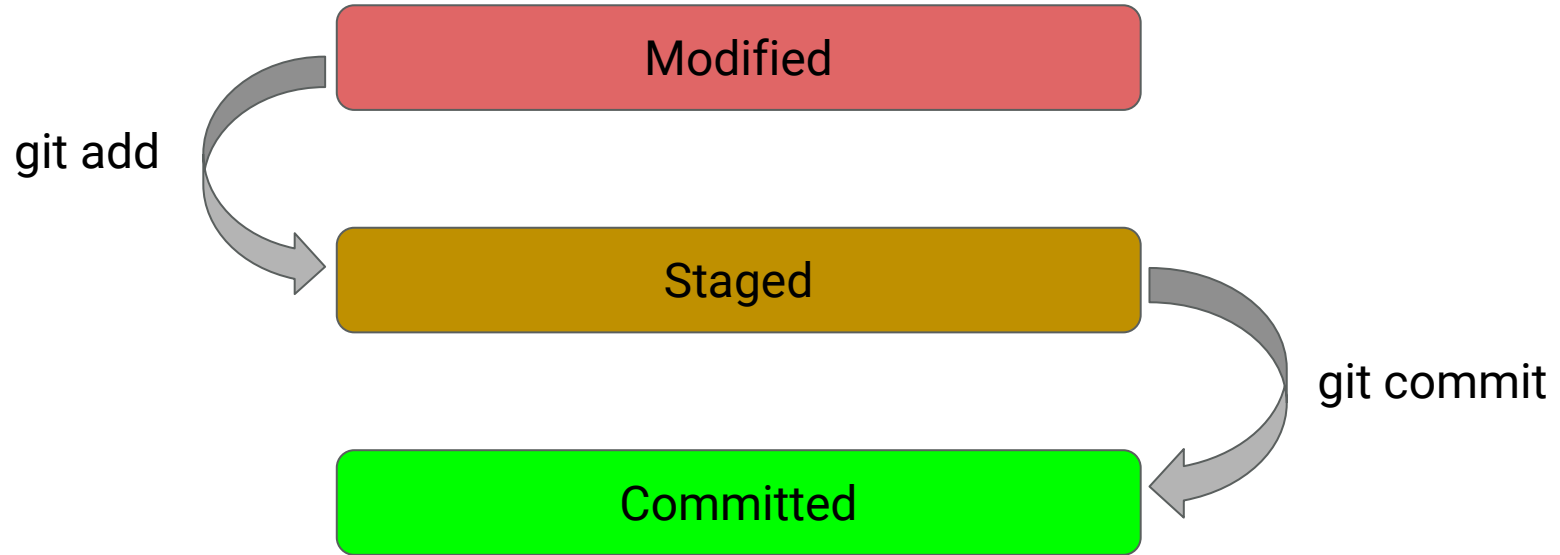 Modified
git add
Staged
git commit
Committed